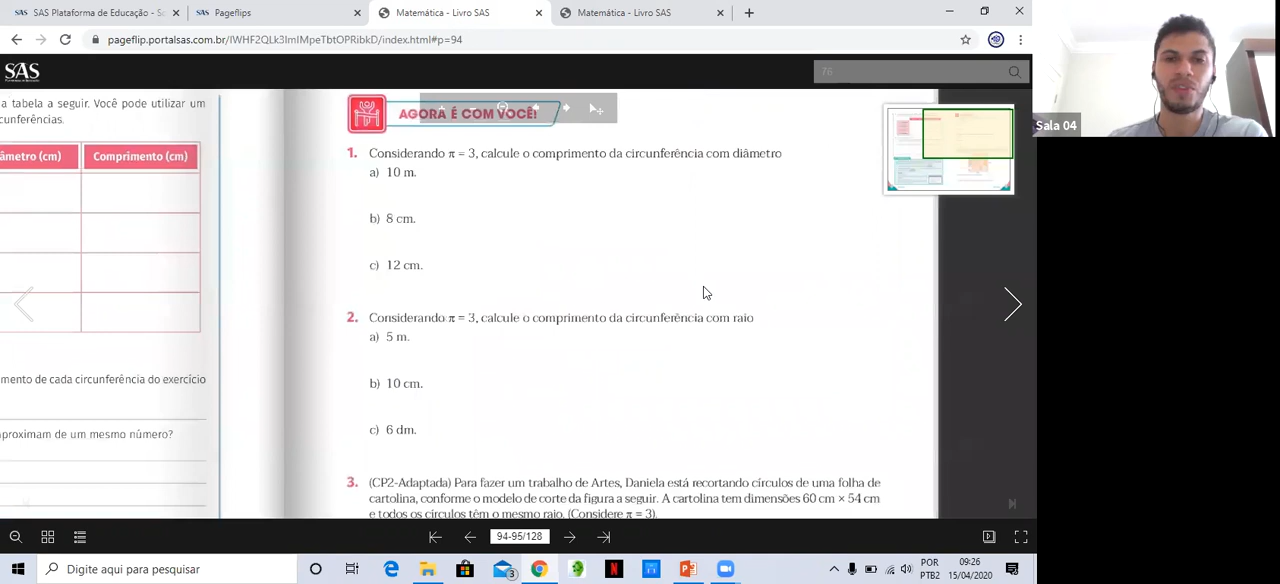 SAS Plataforma de Educação - S
Pageflips
Matemática - Livro SAS
Matemática - Livro SAS
pageflip.portalsas.com.br/IWHF2QLk3ImIMpeTbtOPRibkD/index.html#p=94
SAS
76
a tabela a seguir. Você pode utilizar um
cunferências.
âmetro (cm) Comprimento (cm)
mento de cada circunferência do exercício
proximam de um mesmo número?
AGORA É COM VOCÊ!
1. Considerando π = 3, calcule o comprimento da circunferência com diâmetro
a) 10 m.
b) 8 cm.
c) 12 cm.
2. Considerando π = 3, calcule o comprimento da circunferência com raio
a) 5 m.
b) 10 cm.
c) 6 dm.
3. (CP2-Adaptada) Para fazer um trabalho de Artes, Daniela está recortando círculos de uma folha de
cartolina, conforme o modelo de corte da figura a seguir. A cartolina tem dimensões 60 cm × 54 cm
e todos os círculos têm o mesmo raio. (Considere π = 3).
Sala 04
94-95/128
Digite aqui para pesquisar
3
POR
PTB2
09:26
15/04/2020